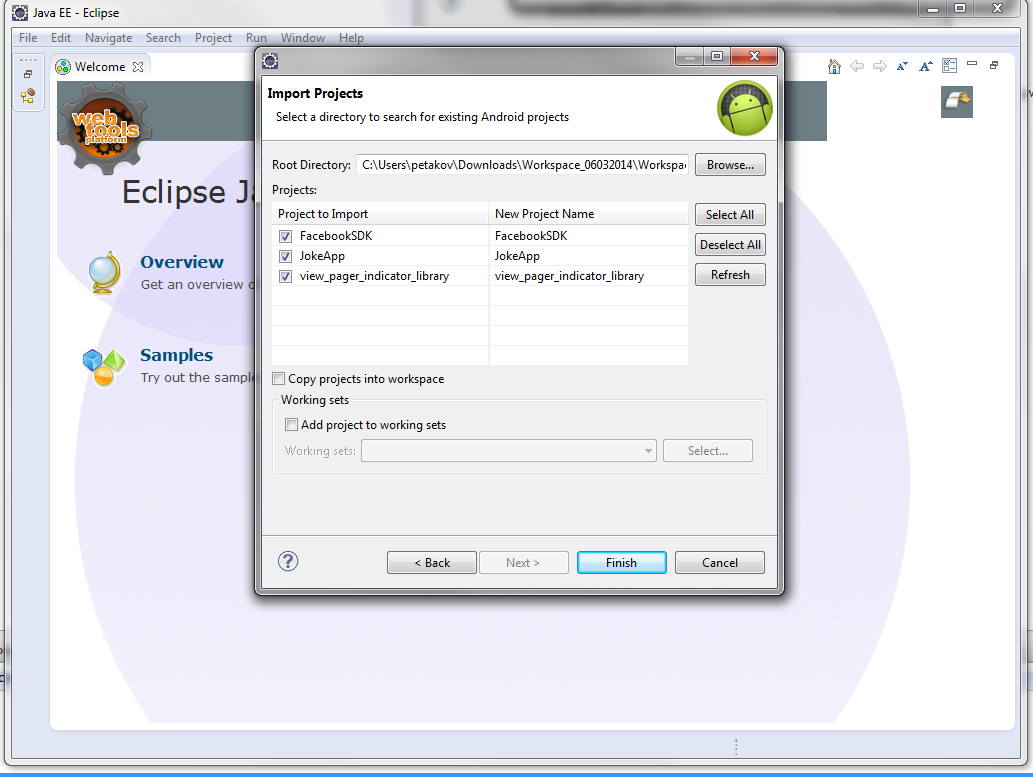 Java EE - Eclipse
File Edit Navigate Search Project Run Window Help
Welcome
web
tools
platform
Eclipse Ja
Overview
Get an overview o
Samples
Try out the sample
Import Projects
Select a directory to search for existing Android projects
Root Directory: C:\Users\petakov\Downloads\Workspace_06032014\Workspac Browse...
Projects:
Project to Import New Project Name Select All
FacebookSDK FacebookSDK
Deselect All
JokeApp JokeApp
view_pager_indicator_library view_pager_indicator_library Refresh
Copy projects into workspace
Working sets
Add project to working sets
Working sets: Select...
? < Back Next > Finish Cancel